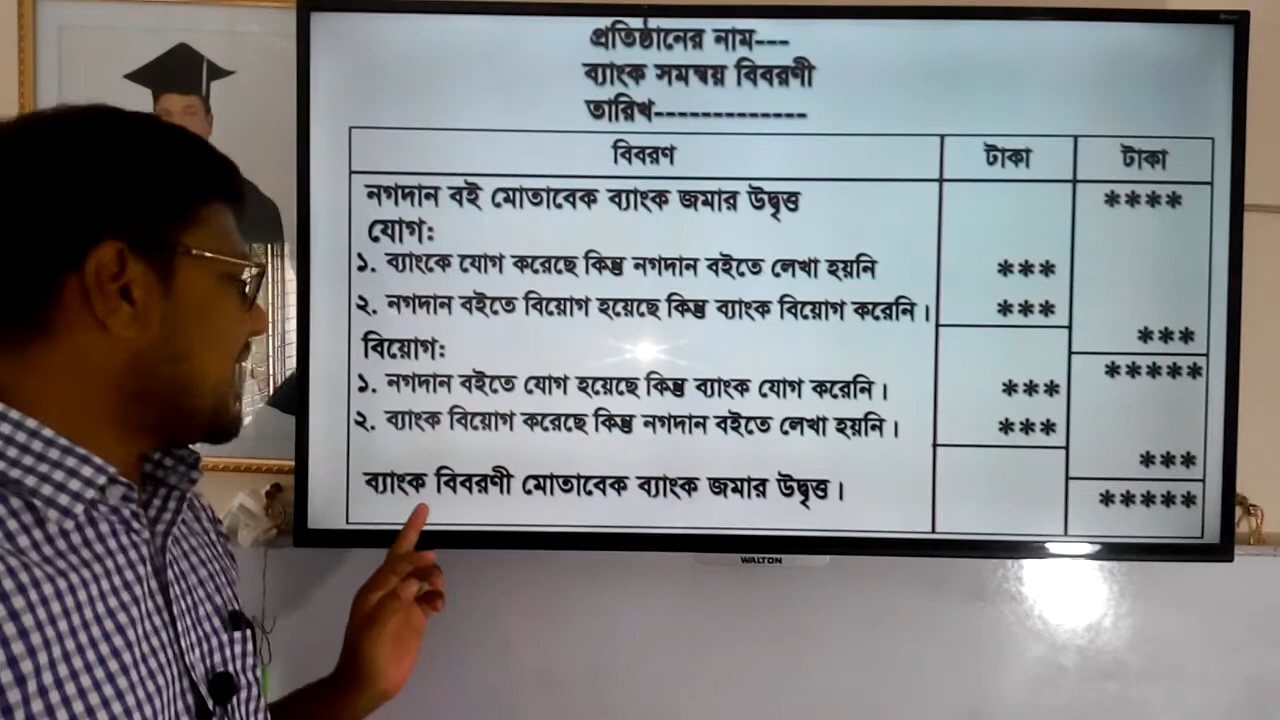 প্রতিষ্ঠানের নাম---
ব্যাংক সমন্বয় বিবরণী
তারিখ-------------
বিবরণ টাকা টাকা
নগদান বই মোতাবেক ব্যাংক জমার উদ্বৃত্ত ****
যোগঃ
১. ব্যাংকে যোগ করেছে কিন্তু নগদান বইতে লেখা হয়নি ***
২. নগদান বইতে বিয়োগ হয়েছে কিন্তু ব্যাংক বিয়োগ করেনি। ***
***
বিয়োগঃ
*****
১. নগদান বইতে যোগ হয়েছে কিন্তু ব্যাংক যোগ করেনি। ***
২. ব্যাংক বিয়োগ করেছে কিন্তু নগদান বইতে লেখা হয়নি। ***
***
ব্যাংক বিবরণী মোতাবেক ব্যাংক জমার উদ্বৃত্ত। *****
WALTON